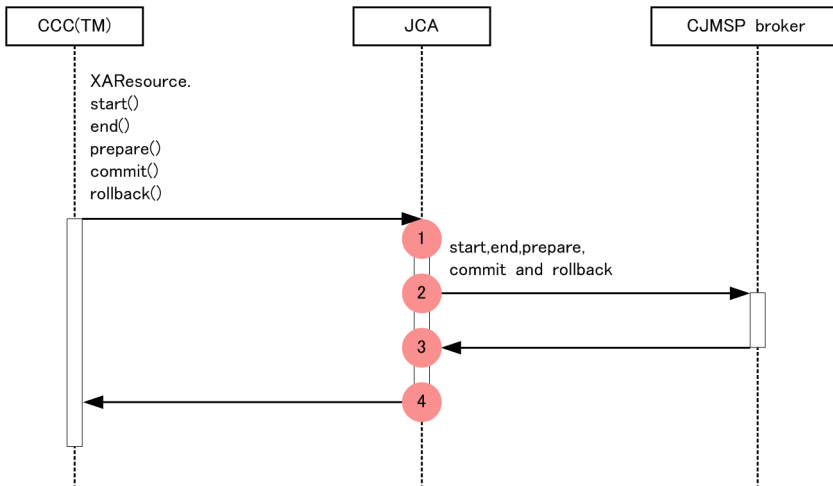 CCC(TM)
JCA
CJMSP broker
XAResource.
start()
end()
prepare()
commit()
rollback()
1
start,end,prepare,
commit and rollback
2
3
4